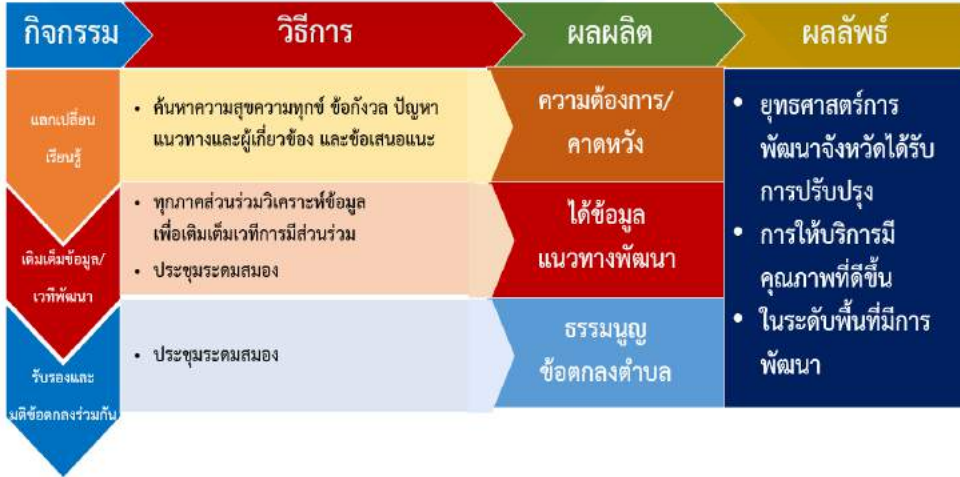 กิจกรรม
วิธีการ
ผลผลิต
ผลลัพธ์
แลกเปลี่ยน
เรียนรู้
• ค้นหาความสุขความทุกข์ ข้อกังวล ปัญหา
แนวทางและผู้เกี่ยวข้อง และข้อเสนอแนะ
ความต้องการ/
คาดหวัง
เติมเต็มข้อมูล/
เวทีพัฒนา
• ทุกภาคส่วนร่วมวิเคราะห์ข้อมูล
เพื่อเติมเต็มเวทีการมีส่วนร่วม
• ประชุมระดมสมอง
ได้ข้อมูล
แนวทางพัฒนา
รับรองและ
มติข้อตกลงร่วมกัน
• ประชุมระดมสมอง
ธรรมนูญ
ข้อตกลงตำบล
• ยุทธศาสตร์การ
พัฒนาจังหวัดได้รับ
การปรับปรุง
• การให้บริการมี
คุณภาพที่ดีขึ้น
• ในระดับพื้นที่มีการ
พัฒนา